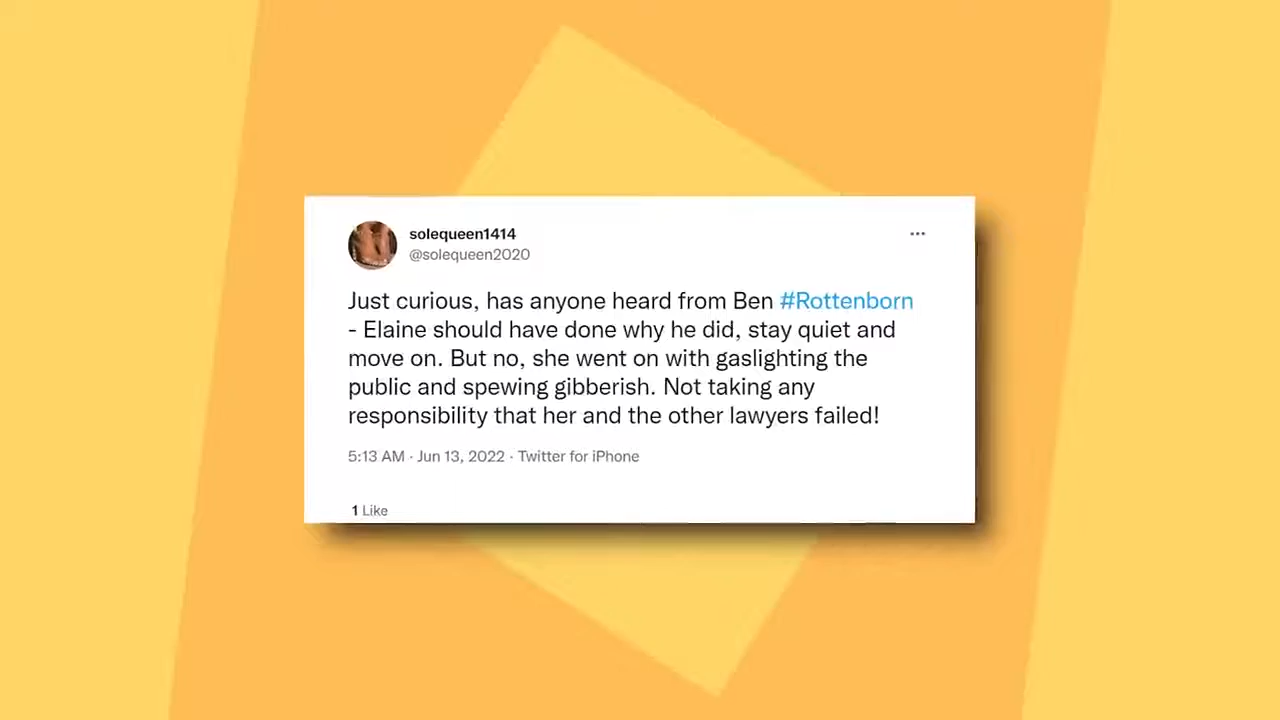 solequeen1414
@solequeen2020
Just curious, has anyone heard from Ben #Rottenborn
- Elaine should have done why he did, stay quiet and
move on. But no, she went on with gaslighting the
public and spewing gibberish. Not taking any
responsibility that her and the other lawyers failed!
5:13 AM · Jun 13, 2022 · Twitter for iPhone
1 Like